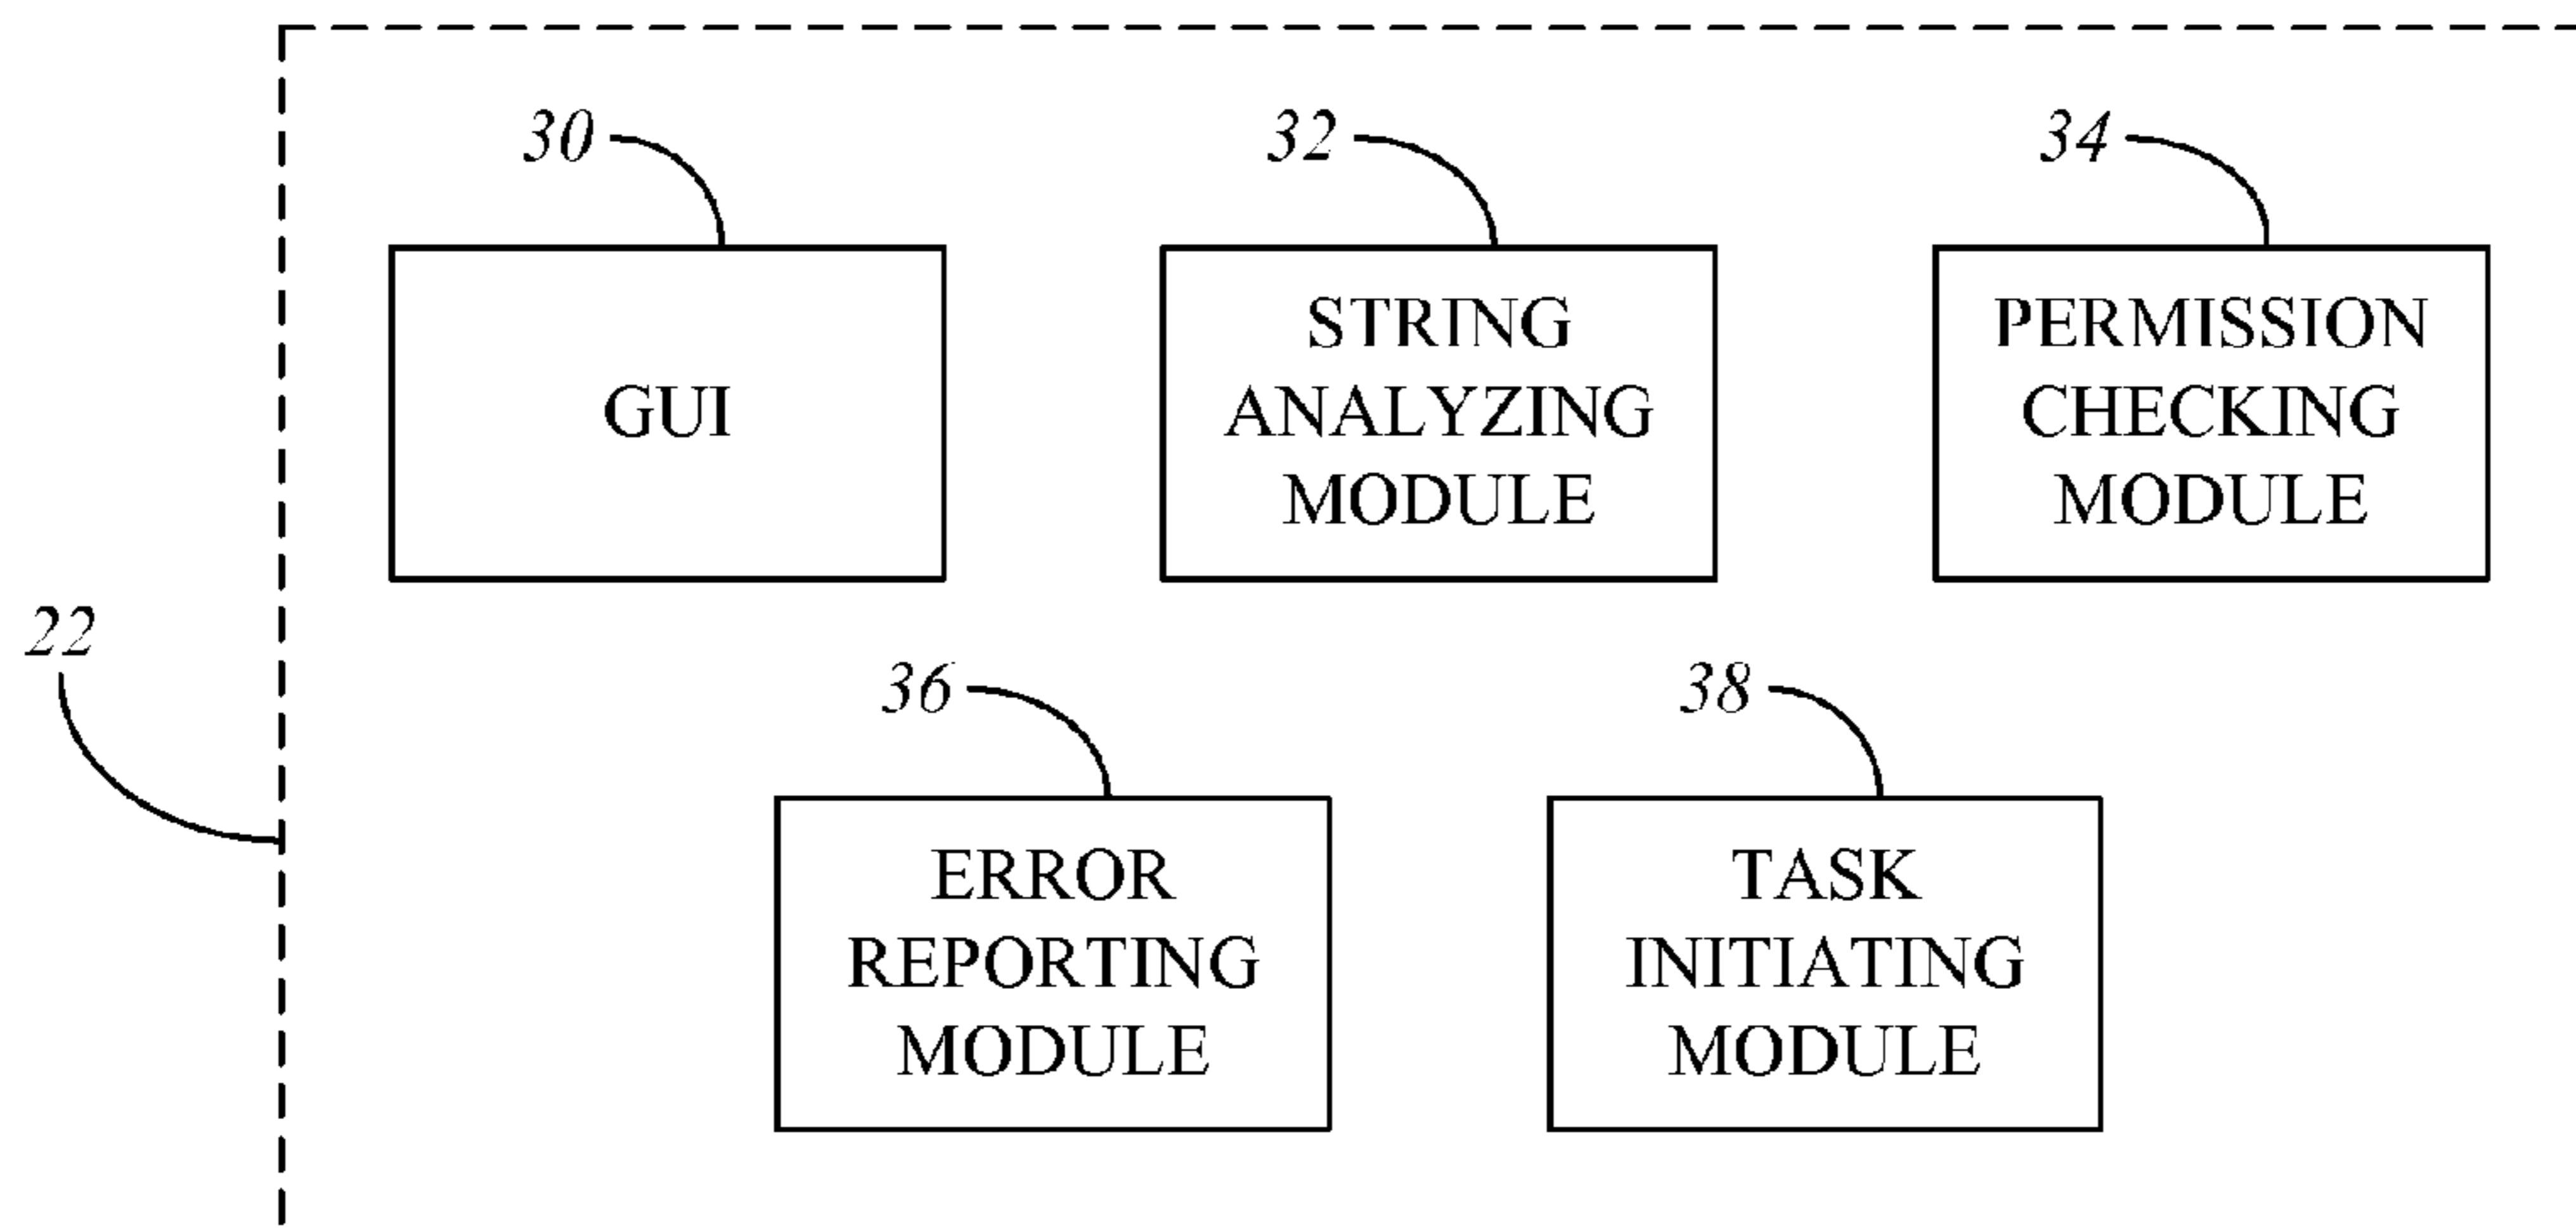 30
32
34
GUI
STRING
ANALYZING
MODULE
PERMISSION
CHECKING
MODULE
22
36
38
ERROR
REPORTING
MODULE
TASK
INITIATING
MODULE